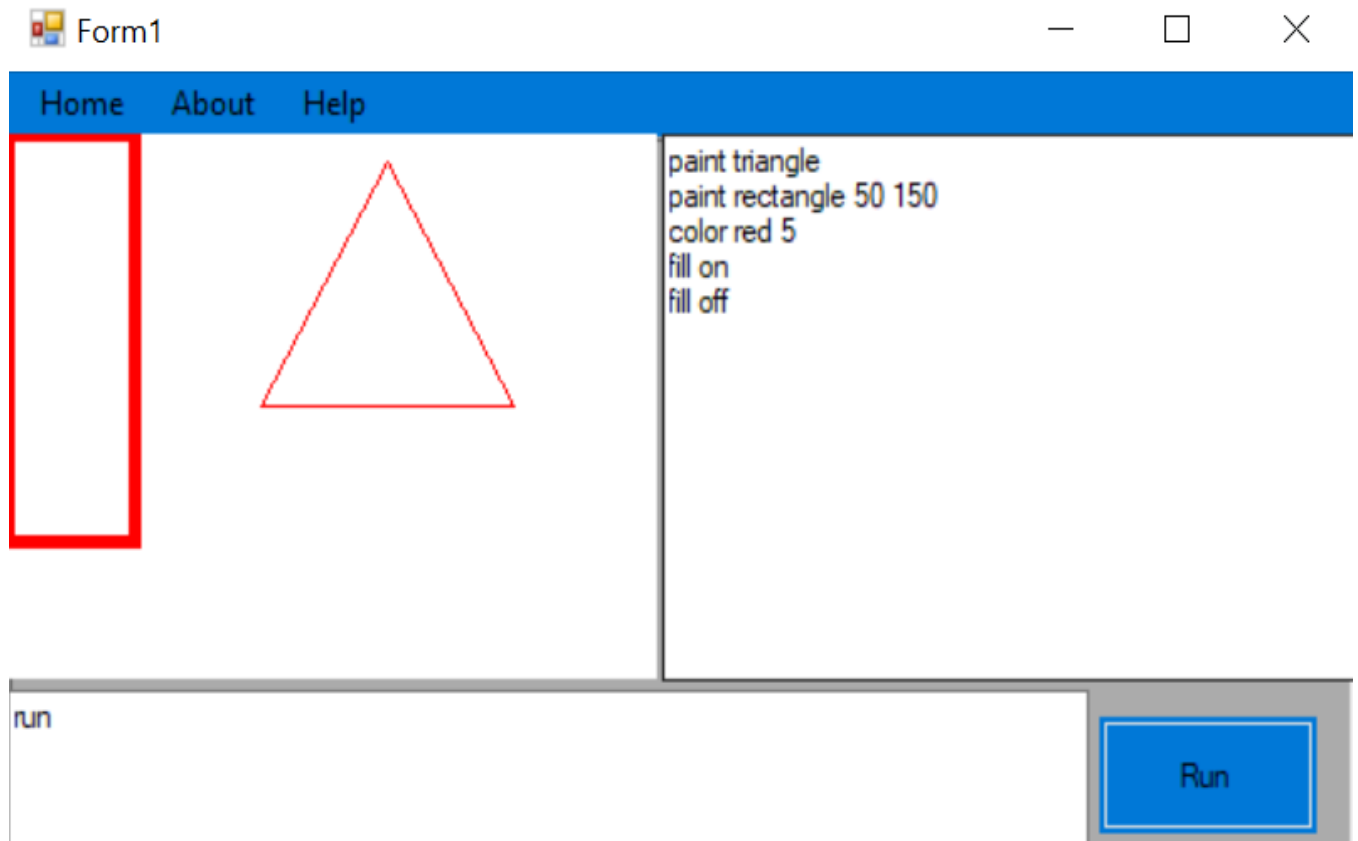 Form1
Home About Help
paint triangle
paint rectangle 50 150
color red 5
fill on
fill off
run
Run